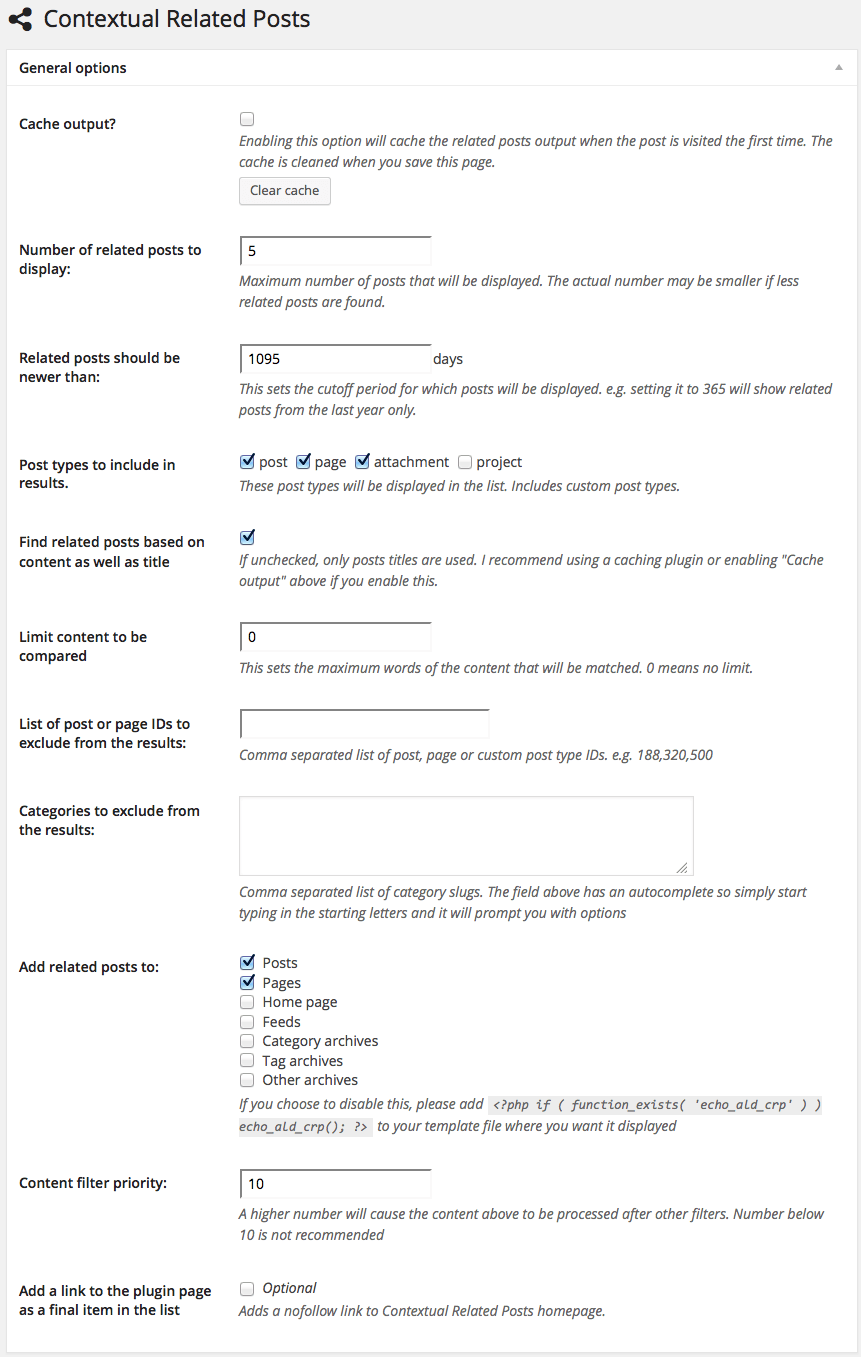 Contextual Related Posts
General options
Cache output?
Enabling this option will cache the related posts output when the post is visited the first time. The
cache is cleaned when you save this page.
Clear cache
Number of related posts to
display:
5
Maximum number of posts that will be displayed. The actual number may be smaller if less
related posts are found.
Related posts should be
newer than:
1095 days
This sets the cutoff period for which posts will be displayed. e.g. setting it to 365 will show related
posts from the last year only.
Post types to include in
results.
post page attachment project
These post types will be displayed in the list. Includes custom post types.
Find related posts based on
content as well as title
If unchecked, only posts titles are used. I recommend using a caching plugin or enabling "Cache
output" above if you enable this.
Limit content to be
compared
0
This sets the maximum words of the content that will be matched. 0 means no limit.
List of post or page IDs to
exclude from the results:
Comma separated list of post, page or custom post type IDs. e.g. 188,320,500
Categories to exclude from
the results:
Comma separated list of category slugs. The field above has an autocomplete so simply start
typing in the starting letters and it will prompt you with options
Add related posts to:
Posts
Pages
Home page
Feeds
Category archives
Tag archives
Other archives
If you choose to disable this, please add <?php if ( function_exists( 'echo_ald_crp' ) )
echo_ald_crp(); ?> to your template file where you want it displayed
Content filter priority:
10
A higher number will cause the content above to be processed after other filters. Number below
10 is not recommended
Add a link to the plugin page
as a final item in the list
Optional
Adds a nofollow link to Contextual Related Posts homepage.